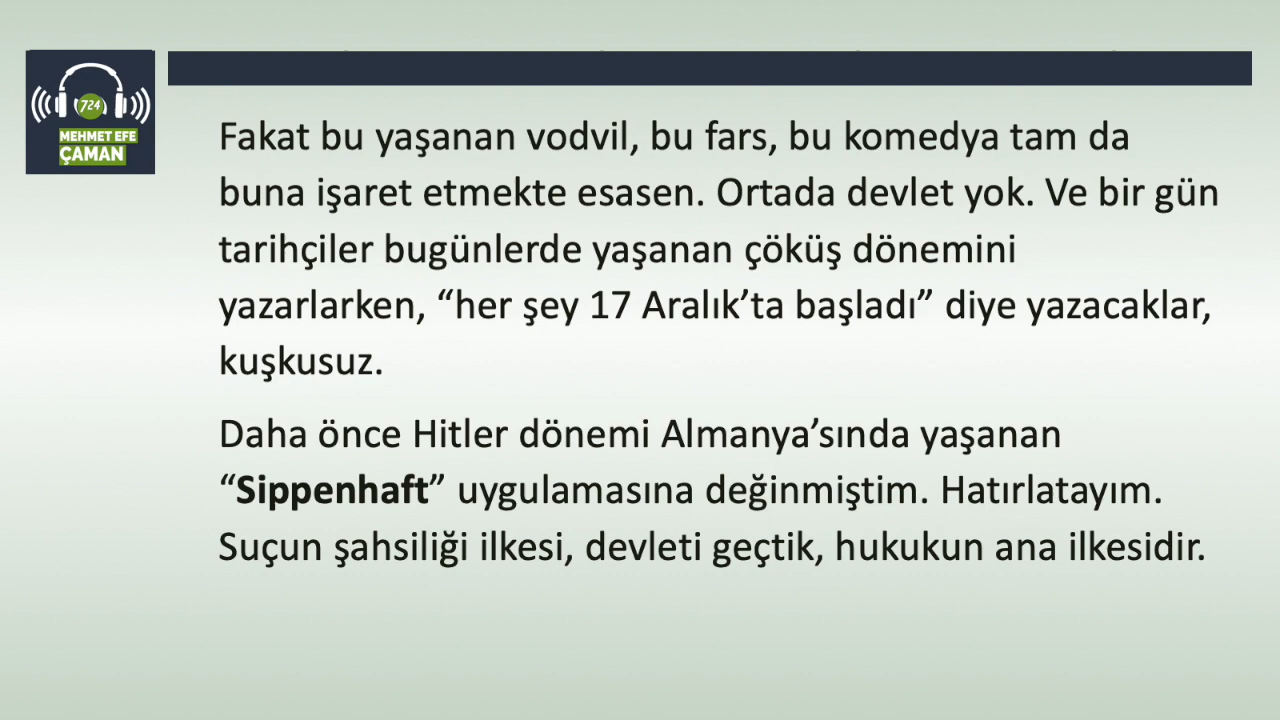 724
MEHMET EFE
ÇAMAN
Fakat bu yaşanan vodvil, bu fars, bu komedya tam da
buna işaret etmekte esasen. Ortada devlet yok. Ve bir gün
tarihçiler bugünlerde yaşanan çöküş dönemini
yazarlarken, “her şey 17 Aralık’ta başladı” diye yazacaklar,
kuşkusuz.
Daha önce Hitler dönemi Almanya’sında yaşanan
“Sippenhaft” uygulamasına değinmiştim. Hatırlatayım.
Suçun şahsiliği ilkesi, devleti geçtik, hukukun ana ilkesidir.